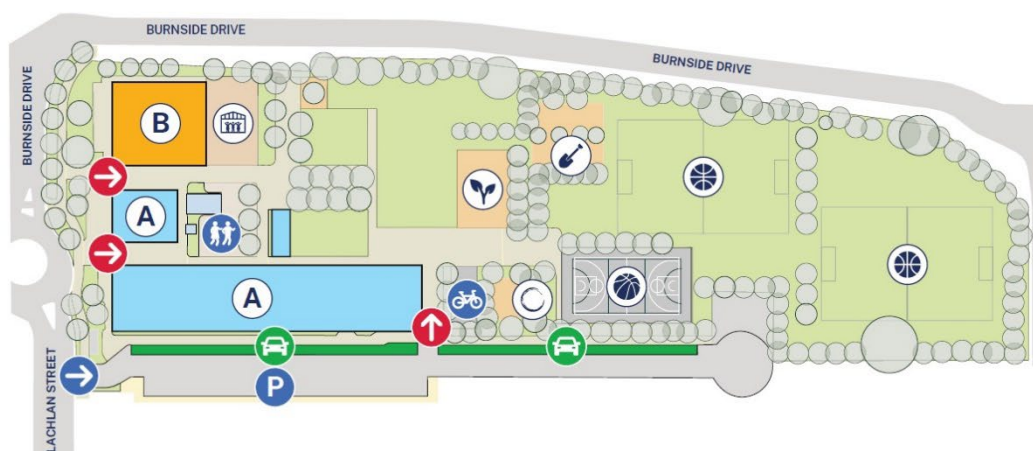 BURNSIDE DRIVE
BURNSIDE DRIVE
BURNSIDE DRIVE
B
A
A
P
LACHLAN STREET